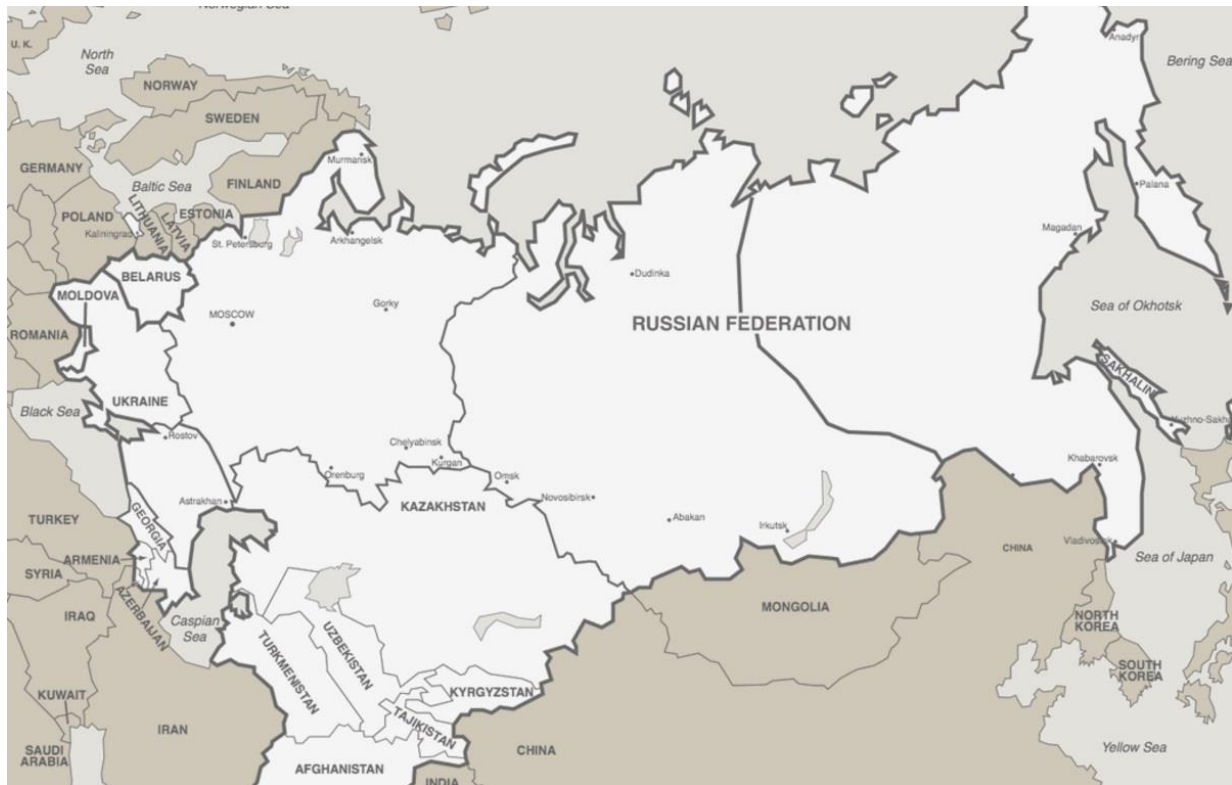 Norwegian Sea
U. K.
North
Sea
NORWAY
SWEDEN
Anadyr
Bering Sea
GERMANY
Murmansk
FINLAND
Baltic Sea
Palana
POLAND
LITHUANIA
LATVIA
ESTONIA
Kaliningrad
St. Petersburg
Arkhangelsk
Magadan
BELARUS
Dudinka
MOLDOVA
Gorky
MOSCOW
RUSSIAN FEDERATION
Sea of Okhotsk
ROMANIA
SAKHALIN
UKRAINE
Black Sea
Rostov
Chelyabinsk
Kurgan
Khabarovsk
Orenburg
Omsk
Astrakhan
KAZAKHSTAN
Novosibirsk
Abakan
Irkutsk
TURKEY
GEORGIA
CHINA
Vladivostok
ARMENIA
Sea of Japan
SYRIA
AZERBAIJAN
IRAQ
Caspian
Sea
MONGOLIA
NORTH
KOREA
TURKMENISTAN
UZBEKISTAN
SOUTH
KOREA
KUWAIT
KYRGYZSTAN
IRAN
TAJIKISTAN
SAUDI
ARABIA
CHINA
Yellow Sea
AFGHANISTAN
INDIA